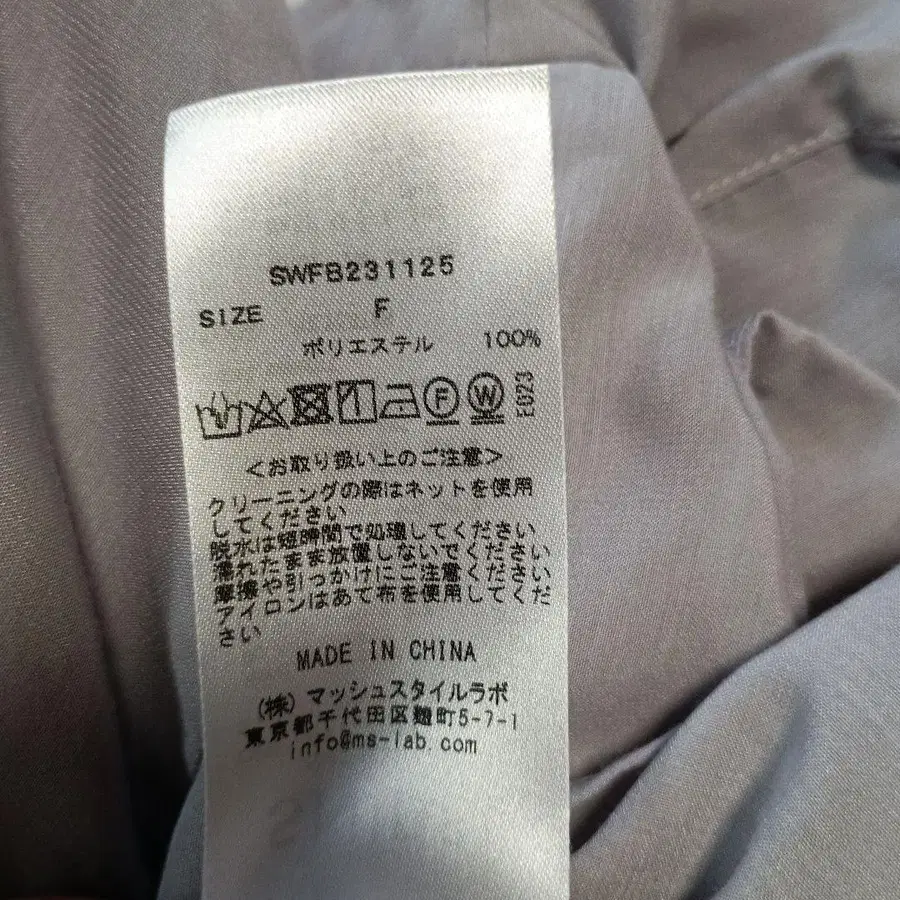 SWFB231125
SIZE F
ポリエステル 100%
F W E023
<お取り扱い上のご注意>
クリーニングの際はネットを使用
してください
脱水は短時間で処理してください
濡れたまま放置しないでください
摩擦や引っかけにご注意ください
アイロンはあて布を使用してくだ
さい
MADE IN CHINA
(株)マッシュスタイルラボ
東京都千代田区麹町5-7-1
info@ms-lab.com